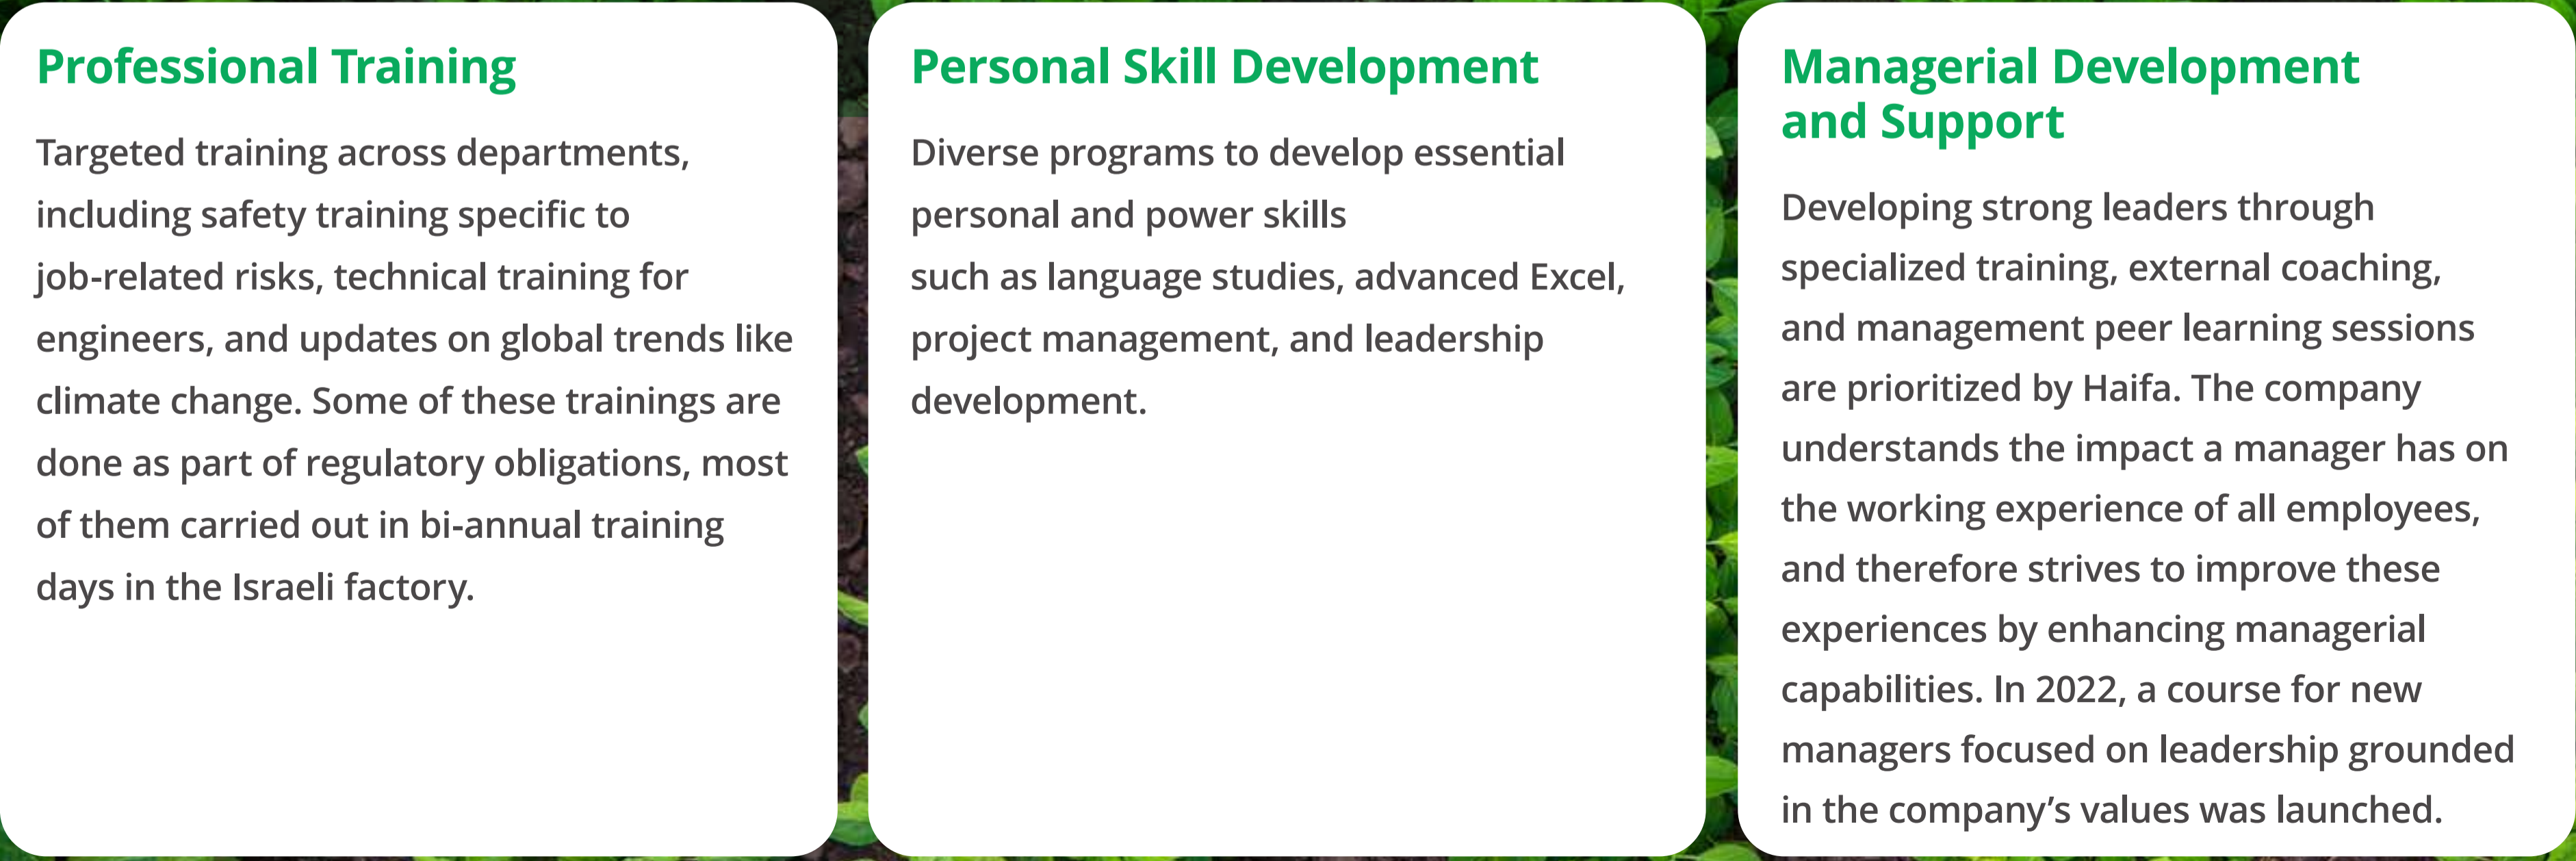 Professional Training
Targeted training across departments,
including safety training specific to
job-related risks, technical training for
engineers, and updates on global trends like
climate change. Some of these trainings are
done as part of regulatory obligations, most
of them carried out in bi-annual training
days in the Israeli factory.
Personal Skill Development
Diverse programs to develop essential
personal and power skills
such as language studies, advanced Excel,
project management, and leadership
development.
Managerial Development
and Support
Developing strong leaders through
specialized training, external coaching,
and management peer learning sessions
are prioritized by Haifa. The company
understands the impact a manager has on
the working experience of all employees,
and therefore strives to improve these
experiences by enhancing managerial
capabilities. In 2022, a course for new
managers focused on leadership grounded
in the company’s values was launched.